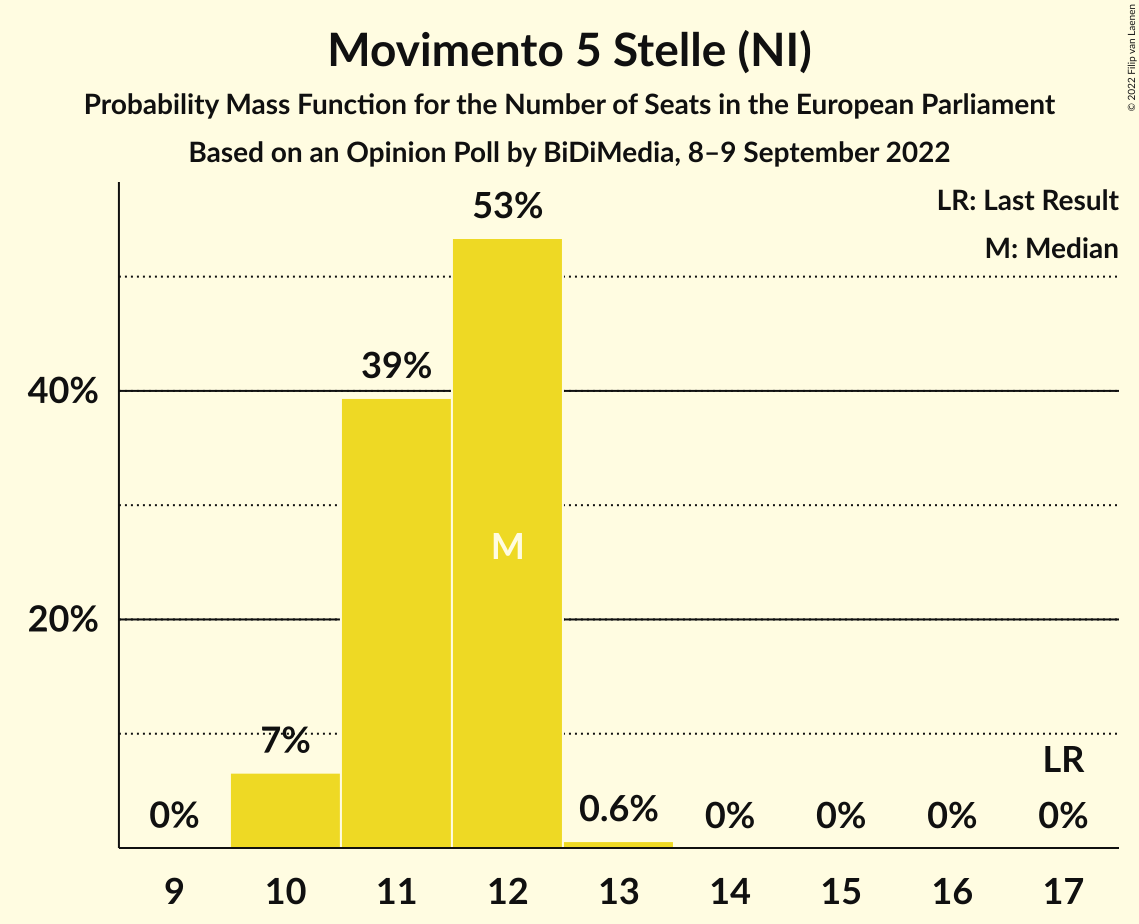 Movimento 5 Stelle (NI)
Probability Mass Function for the Number of Seats in the European Parliament
Based on an Opinion Poll by BiDiMedia, 8–9 September 2022
© 2022 Filip van Laenen
LR: Last Result
M: Median
53%
39%
40%
M
20%
7%
LR
0%
0.6%
0%
0%
0%
0%
9
10
11
12
13
14
15
16
17